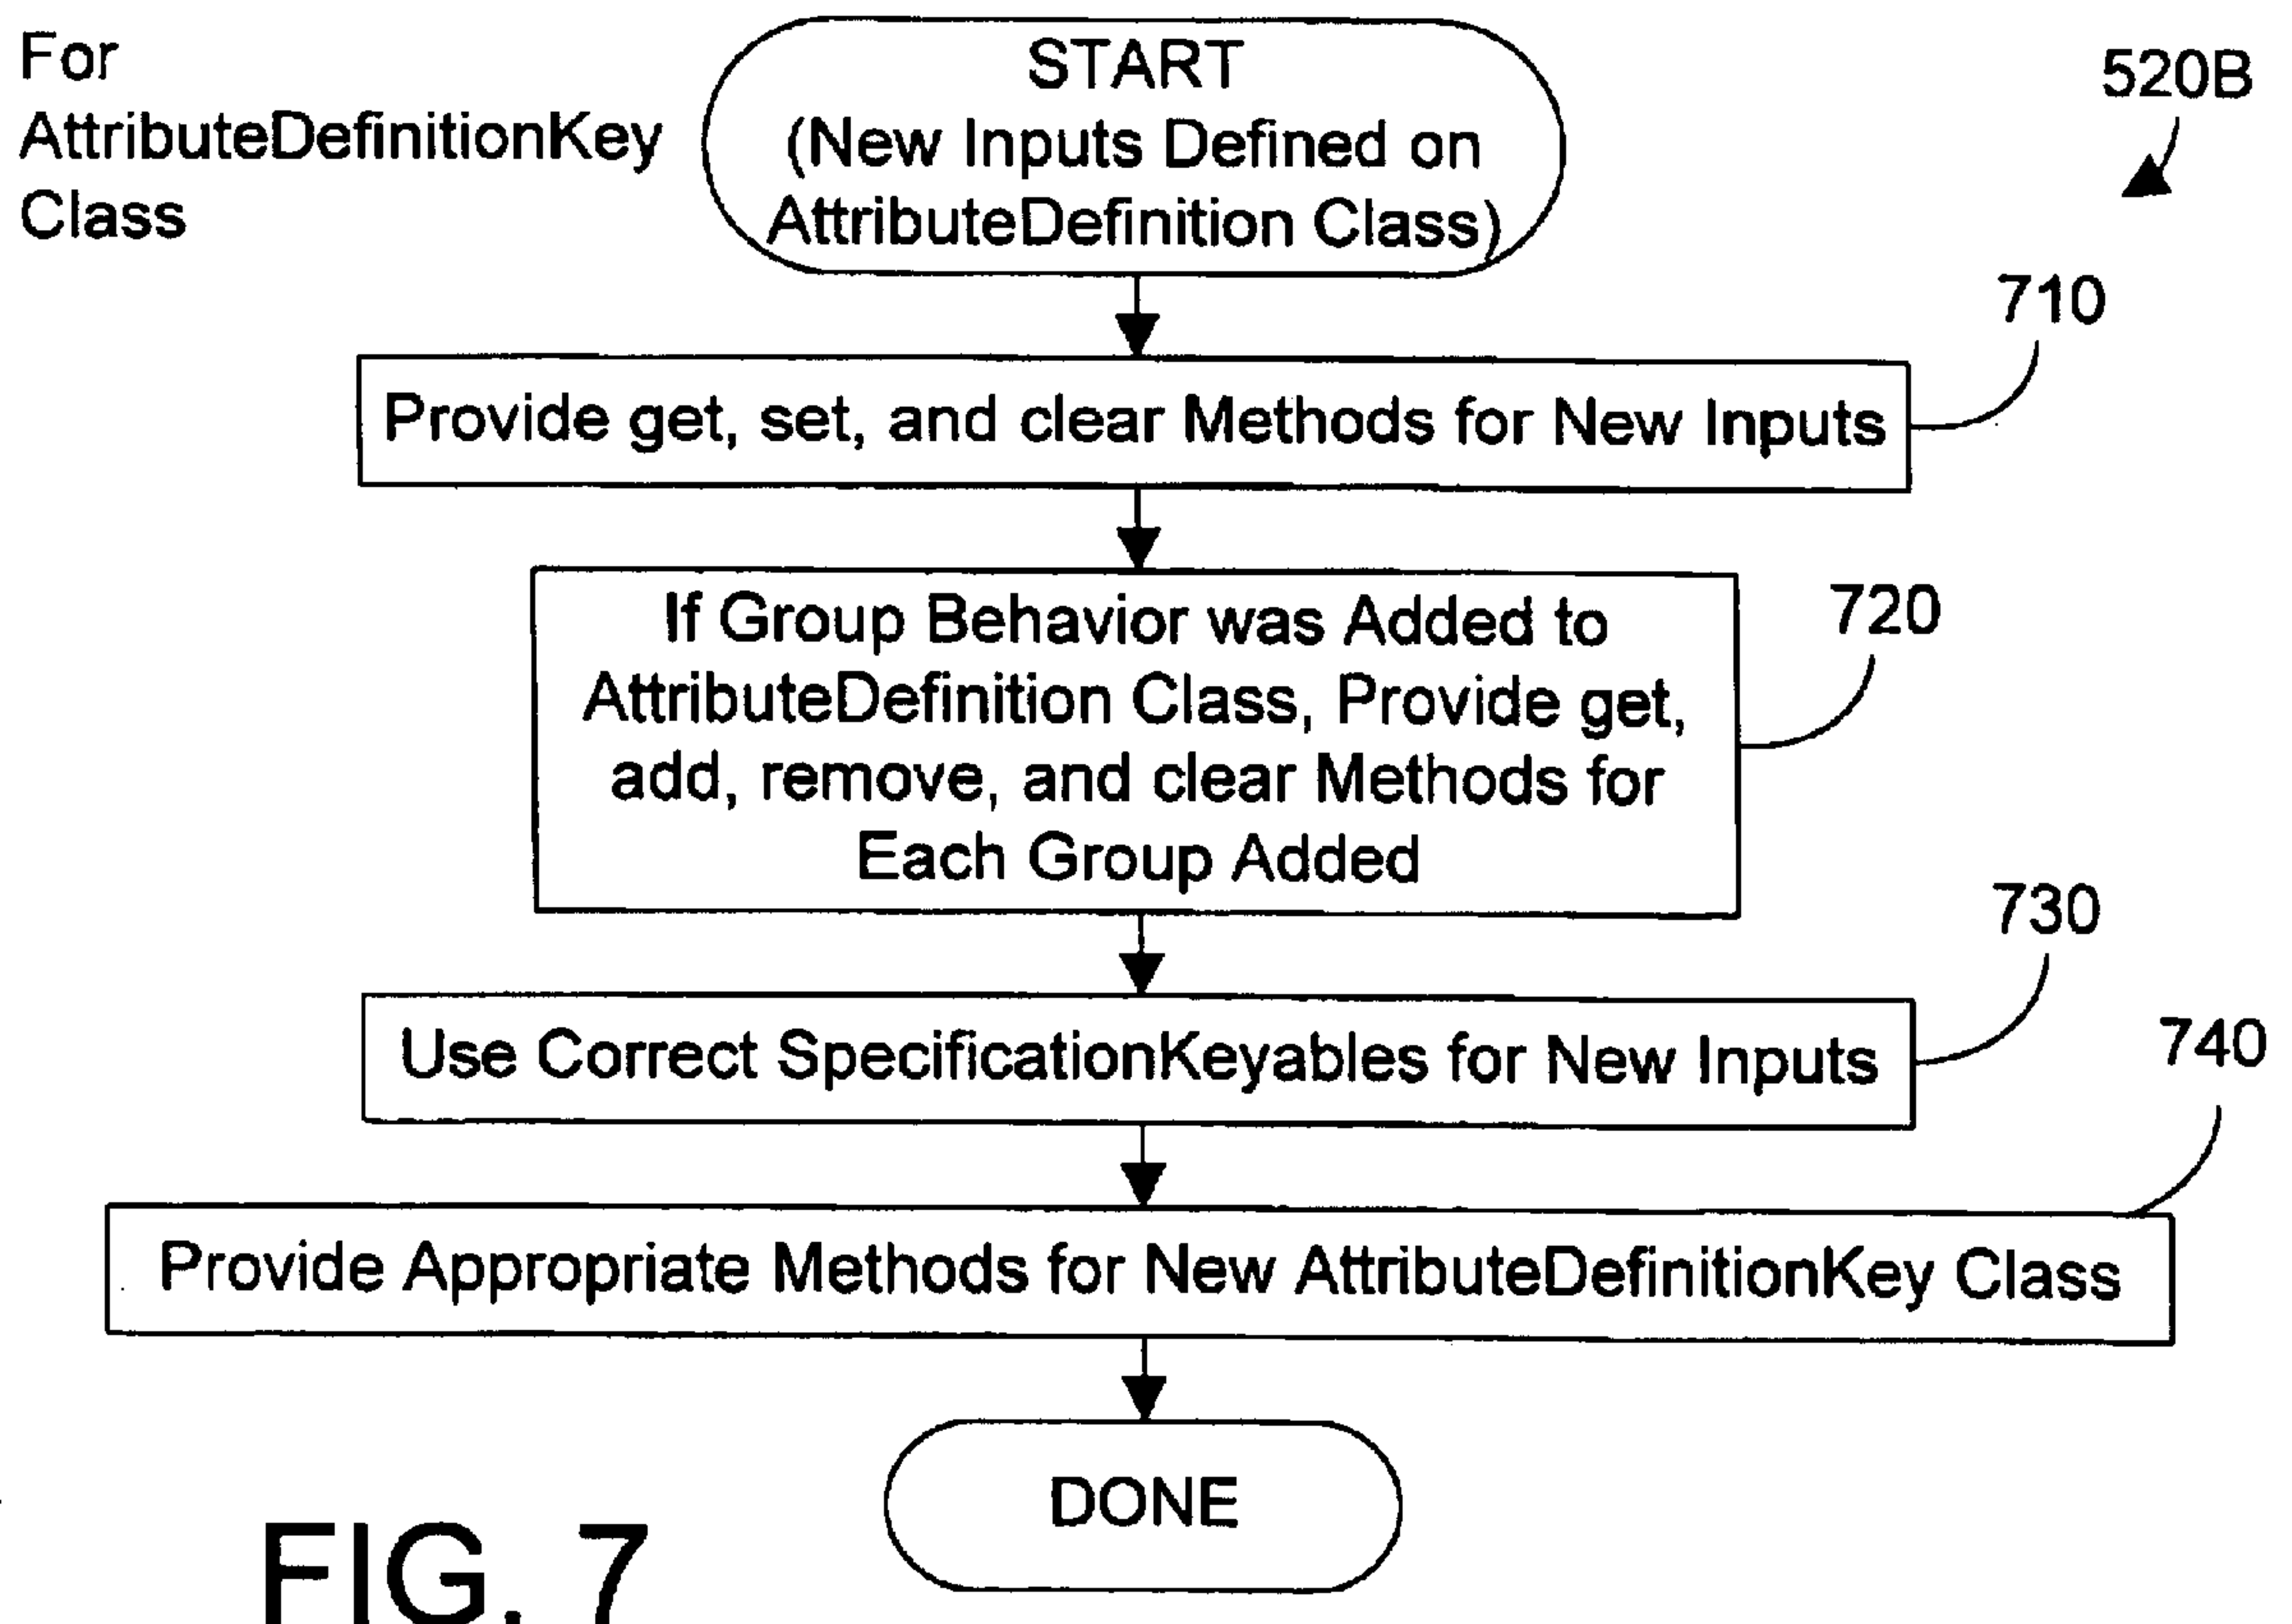 For
AttributeDefinitionKey
Class
START
(New Inputs Defined on
AttributeDefinition Class)
520B
710
Provide get, set, and clear Methods for New Inputs
If Group Behavior was Added to
AttributeDefinition Class, Provide get,
add, remove, and clear Methods for
Each Group Added
720
730
Use Correct SpecificationKeyables for New Inputs
740
Provide Appropriate Methods for New AttributeDefinitionKey Class
DONE
FIG. 7